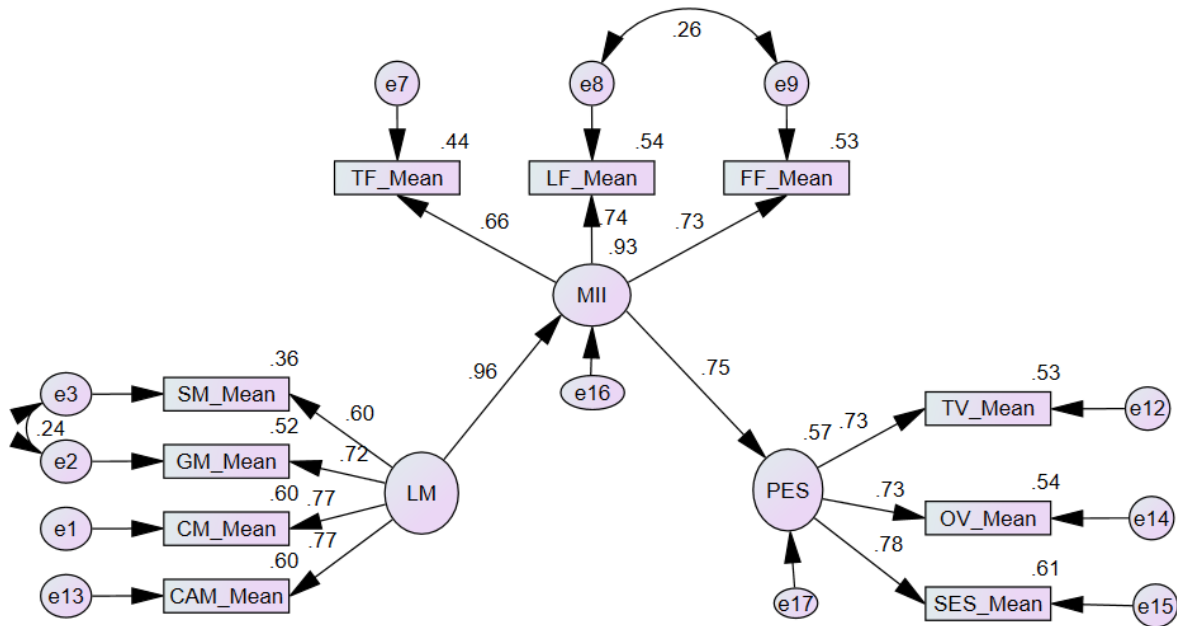 .26
e7
e8
e9
.44
.54
.53
TF_Mean
LF_Mean
FF_Mean
.66
.74
.73
.93
MII
.96
.75
e16
.36
e3
SM_Mean
.60
.24
.52
e2
GM_Mean
.72
LM
.60
.77
e1
CM_Mean
.77
.60
e13
CAM_Mean
.53
TV_Mean
e12
.57
.73
PES
.54
.73
OV_Mean
e14
.78
.61
SES_Mean
e15
e17